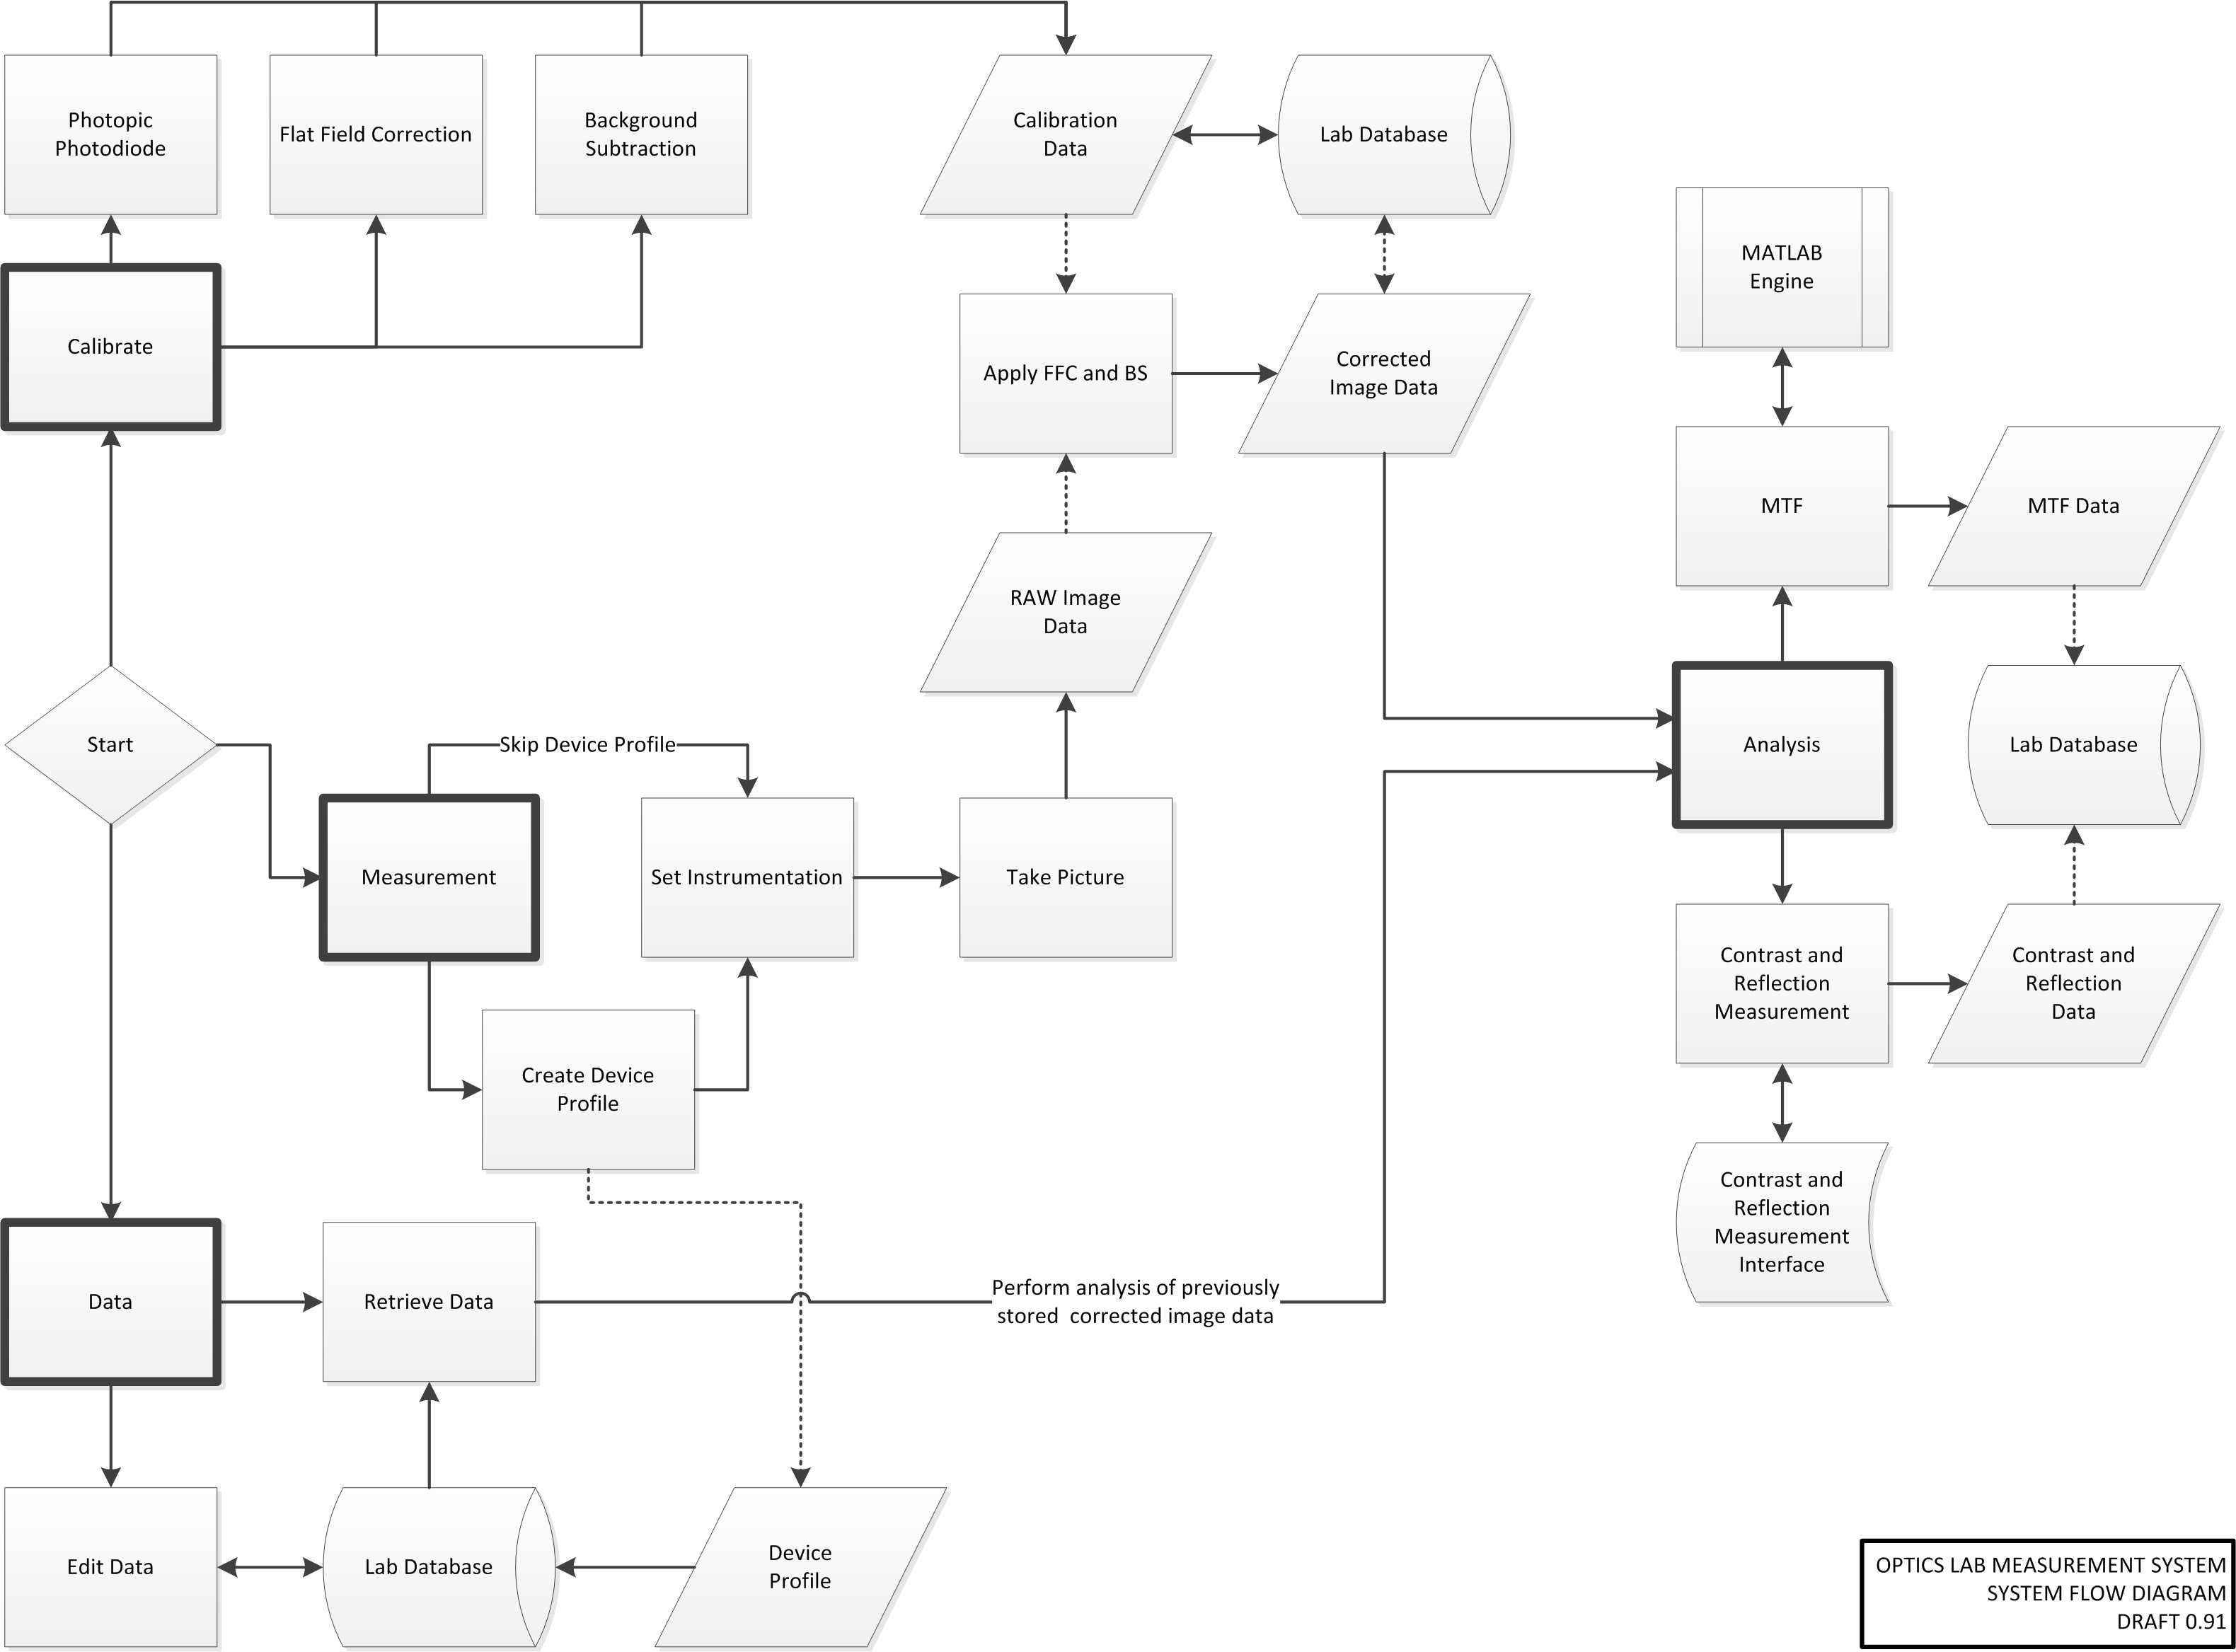 Photopic
Photodiode
Flat Field Correction
Background
Subtraction
Calibration
Data
Lab Database
MATLAB
Engine
Calibrate
Apply FFC and BS
Corrected
Image Data
MTF
MTF Data
RAW Image
Data
Start
Skip Device Profile
Analysis
Lab Database
Measurement
Set Instrumentation
Take Picture
Contrast and
Reflection
Measurement
Contrast and
Reflection
Data
Create Device
Profile
Contrast and
Reflection
Measurement
Interface
Data
Retrieve Data
Perform analysis of previously
stored  corrected image data
Edit Data
Lab Database
Device
Profile
OPTICS LAB MEASUREMENT SYSTEM
SYSTEM FLOW DIAGRAM
DRAFT 0.91